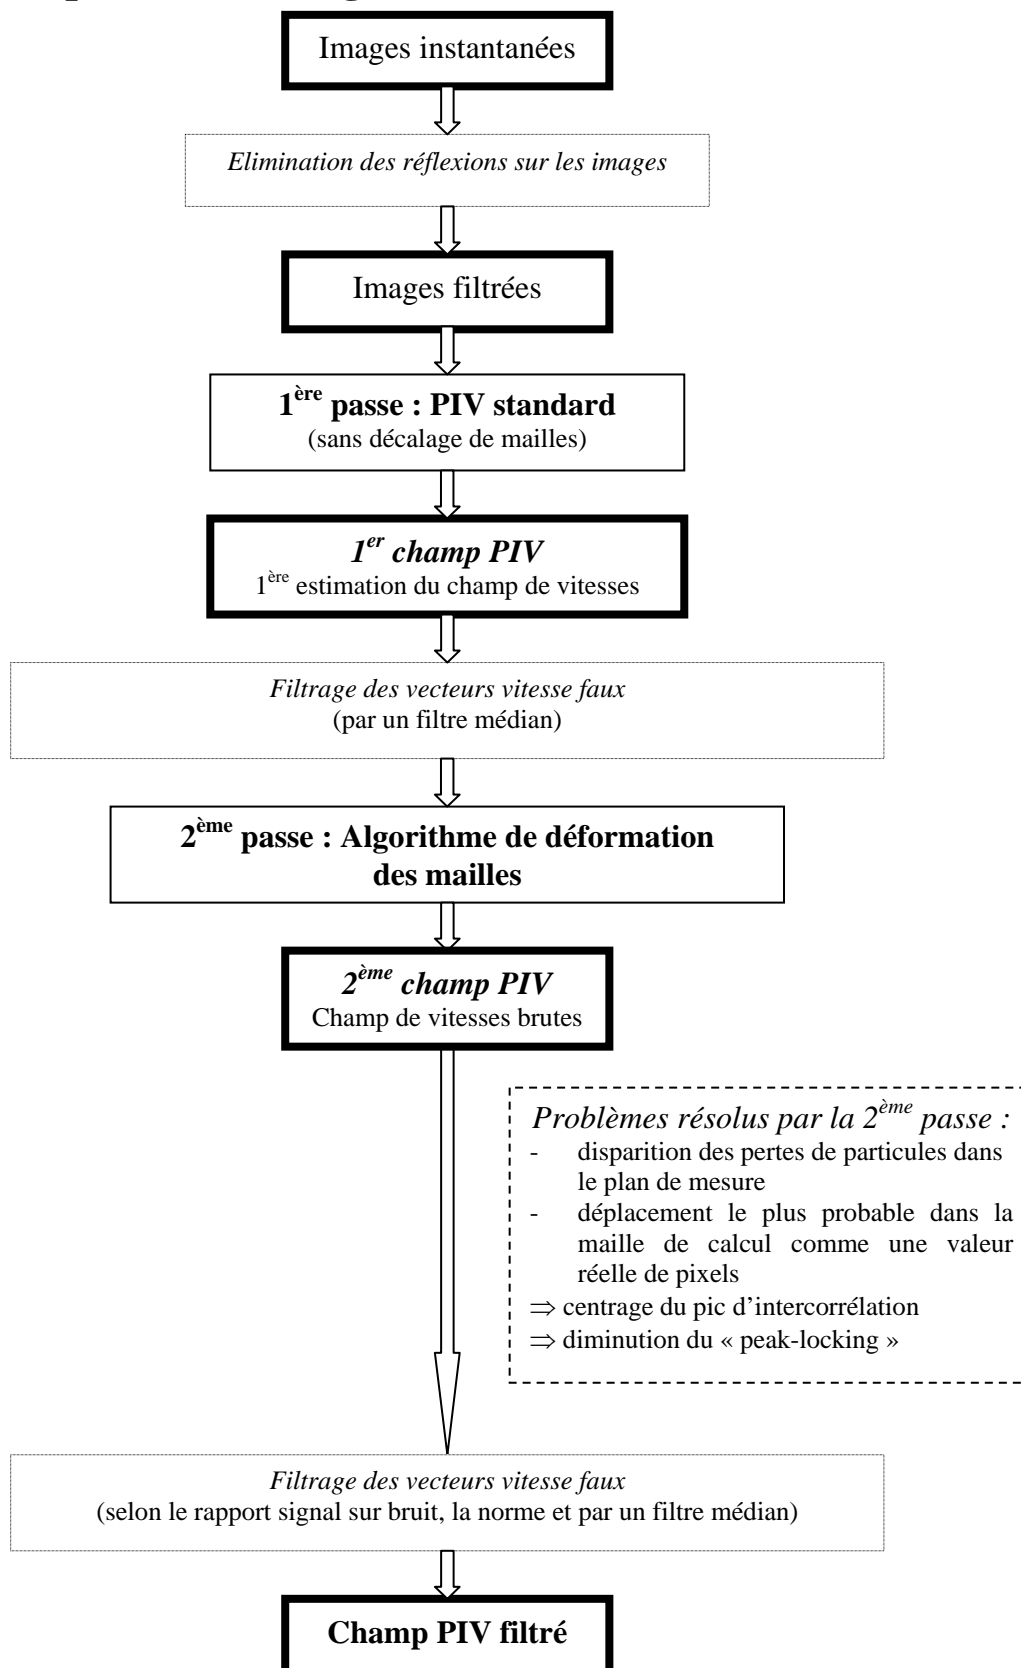 Images instantanées
Elimination des réflexions sur les images
Images filtrées
1ère passe : PIV standard
(sans décalage de mailles)
1er champ PIV
1ère estimation du champ de vitesses
Filtrage des vecteurs vitesse faux
(par un filtre médian)
2ème passe : Algorithme de déformation
des mailles
2ème champ PIV
Champ de vitesses brutes
Problèmes résolus par la 2ème passe :
- disparition des pertes de particules dans
le plan de mesure
- déplacement le plus probable dans la
maille de calcul comme une valeur
réelle de pixels
⇒ centrage du pic d’intercorrélation
⇒ diminution du « peak-locking »
Filtrage des vecteurs vitesse faux
(selon le rapport signal sur bruit, la norme et par un filtre médian)
Champ PIV filtré